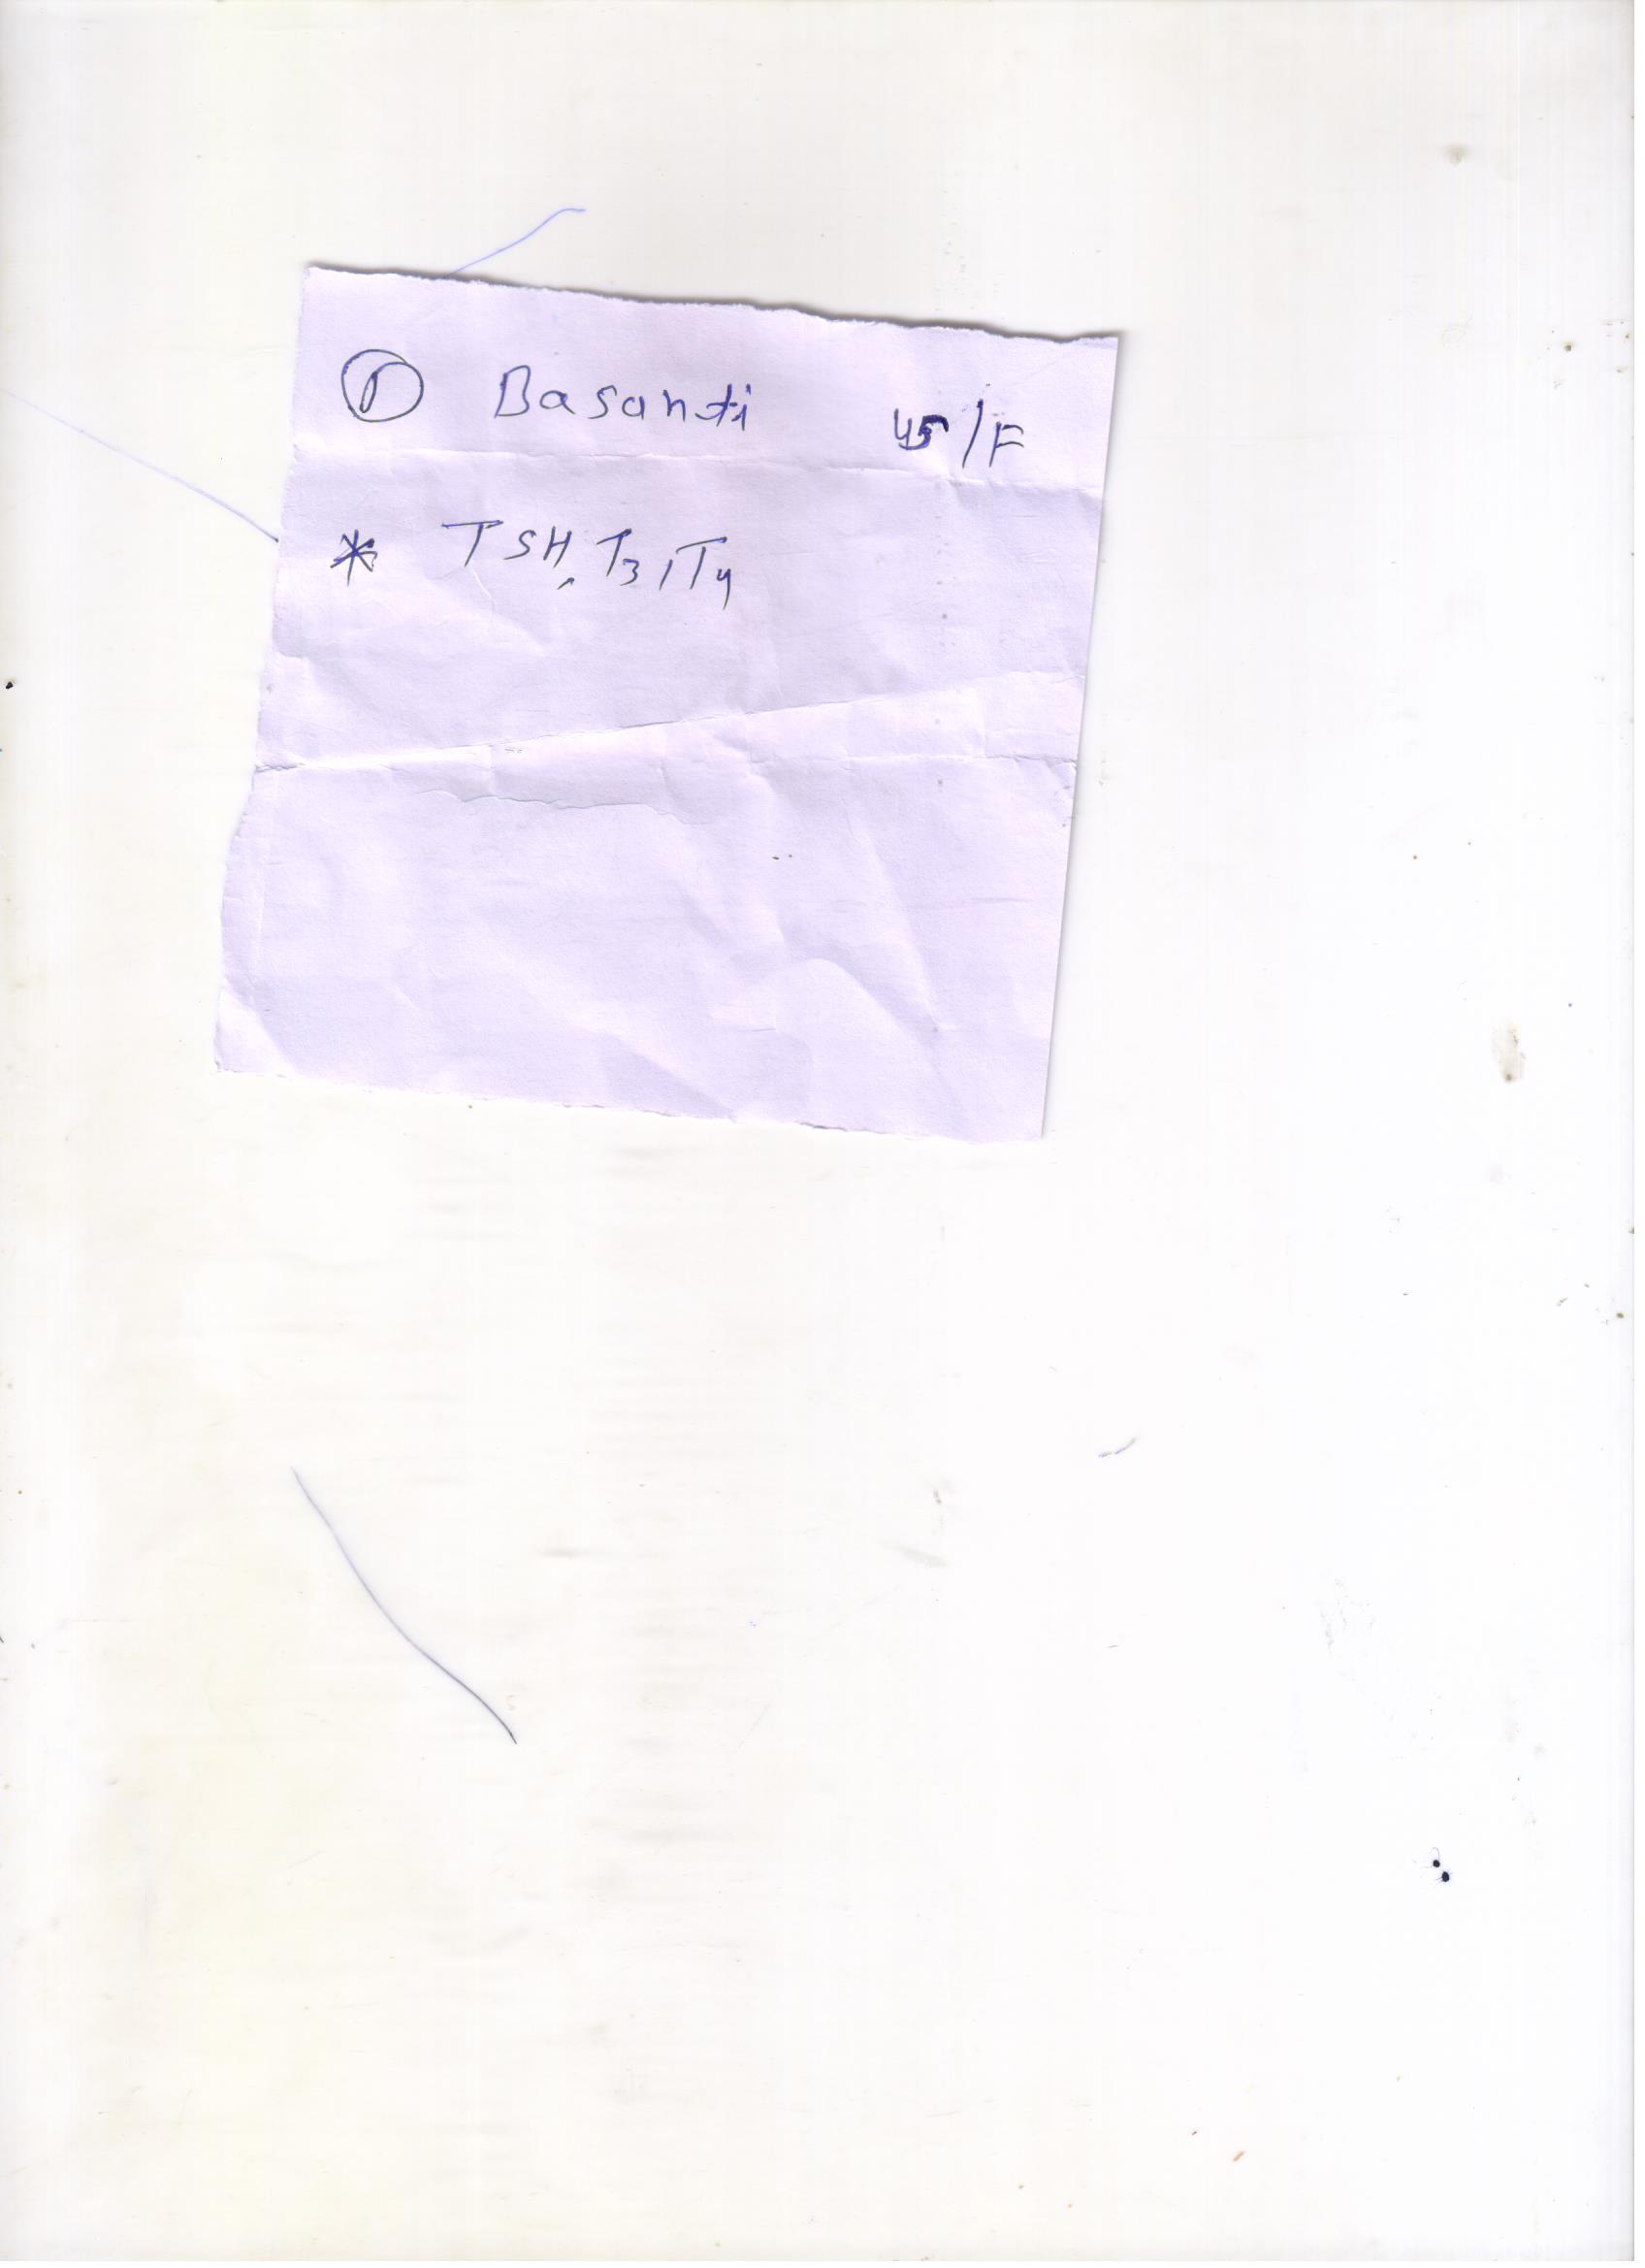 ① Basanti 45/F
* TSH, T3, T4